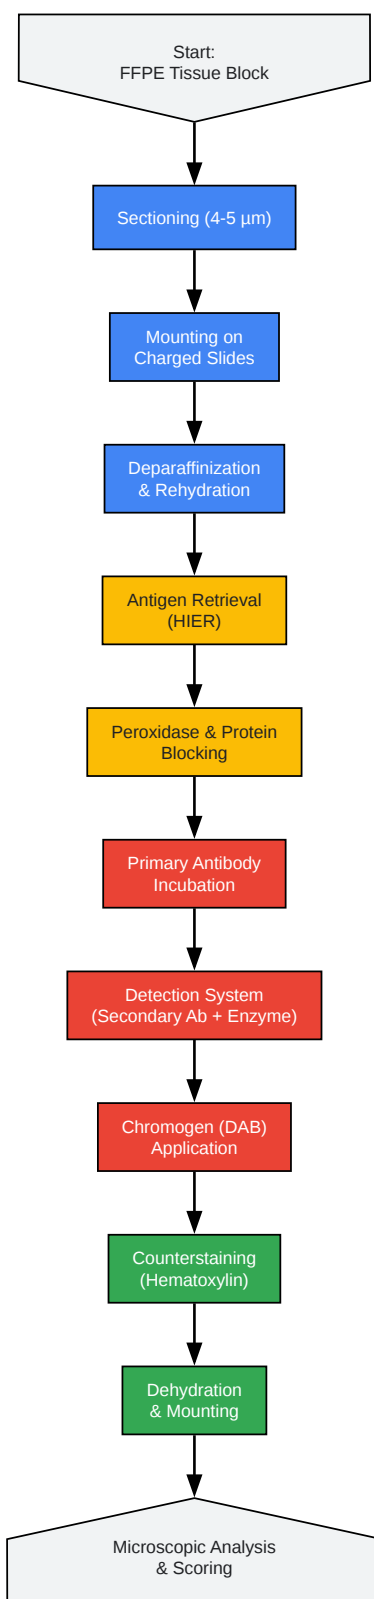 Start:
FFPE Tissue Block
Sectioning (4-5 µm)
Mounting on
Charged Slides
Deparaffinization
& Rehydration
Antigen Retrieval
(HIER)
Peroxidase & Protein
Blocking
Primary Antibody
Incubation
Detection System
(Secondary Ab + Enzyme)
Chromogen (DAB)
Application
Counterstaining
(Hematoxylin)
Dehydration
& Mounting
Microscopic Analysis
& Scoring